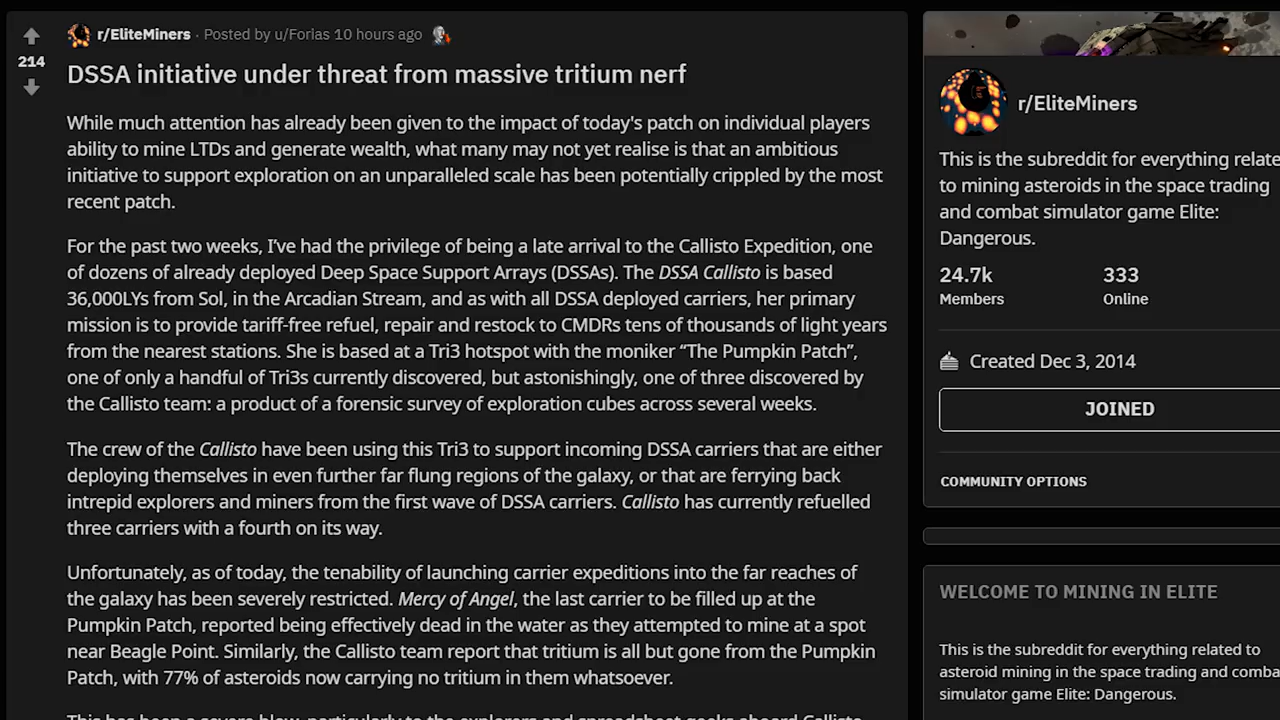 r/EliteMiners · Posted by u/Forlas 10 hours ago
214
DSSA initiative under threat from massive tritium nerf
While much attention has already been given to the impact of today's patch on individual players
ability to mine LTDs and generate wealth, what many may not yet realise is that an ambitious
initiative to support exploration on an unparalleled scale has been potentially crippled by the most
recent patch.
For the past two weeks, I’ve had the privilege of being a late arrival to the Callisto Expedition, one
of dozens of already deployed Deep Space Support Arrays (DSSAs). The DSSA Callisto is based
36,000LYs from Sol, in the Arcadian Stream, and as with all DSSA deployed carriers, her primary
mission is to provide tariff-free refuel, repair and restock to CMDRs tens of thousands of light years
from the nearest stations. She is based at a Tri3 hotspot with the moniker “The Pumpkin Patch”,
one of only a handful of Tri3s currently discovered, but astonishingly, one of three discovered by
the Callisto team: a product of a forensic survey of exploration cubes across several weeks.
The crew of the Callisto have been using this Tri3 to support incoming DSSA carriers that are either
deploying themselves in even further far flung regions of the galaxy, or that are ferrying back
intrepid explorers and miners from the first wave of DSSA carriers. Callisto has currently refuelled
three carriers with a fourth on its way.
Unfortunately, as of today, the tenability of launching carrier expeditions into the far reaches of
the galaxy has been severely restricted. Mercy of Angel, the last carrier to be filled up at the
Pumpkin Patch, reported being effectively dead in the water as they attempted to mine at a spot
near Beagle Point. Similarly, the Callisto team report that tritium is all but gone from the Pumpkin
Patch, with 77% of asteroids now carrying no tritium in them whatsoever.
This has been a severe blow, particularly to the explorers and spreadsheet geeks aboard Callisto
r/EliteMiners
This is the subreddit for everything relate
to mining asteroids in the space trading
and combat simulator game Elite:
Dangerous.
24.7k 333
Members Online
Created Dec 3, 2014
JOINED
COMMUNITY OPTIONS
WELCOME TO MINING IN ELITE
This is the subreddit for everything related to
asteroid mining in the space trading and comba
simulator game Elite: Dangerous.